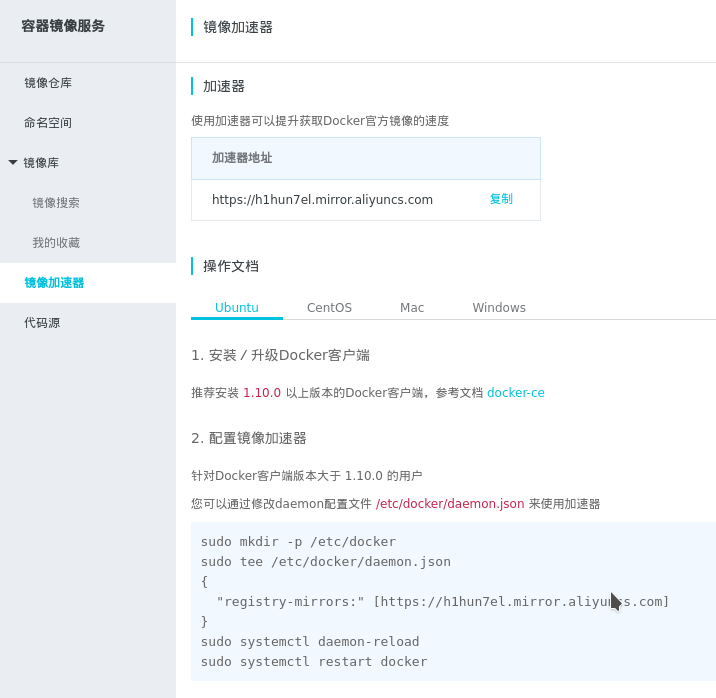 容器镜像服务
镜像仓库
命名空间
镜像库
镜像搜索
我的收藏
镜像加速器
代码源
镜像加速器
加速器
使用加速器可以提升获取Docker官方镜像的速度
加速器地址
https://h1hun7el.mirror.aliyuncs.com 复制
操作文档
Ubuntu CentOS Mac Windows
1. 安装 / 升级Docker客户端
推荐安装 1.10.0 以上版本的Docker客户端，参考文档 docker-ce
2. 配置镜像加速器
针对Docker客户端版本大于 1.10.0 的用户
您可以通过修改daemon配置文件 /etc/docker/daemon.json 来使用加速器
sudo mkdir -p /etc/docker
sudo tee /etc/docker/daemon.json
{
"registry-mirrors:" [https://h1hun7el.mirror.aliyuncs.com]
}
sudo systemctl daemon-reload
sudo systemctl restart docker